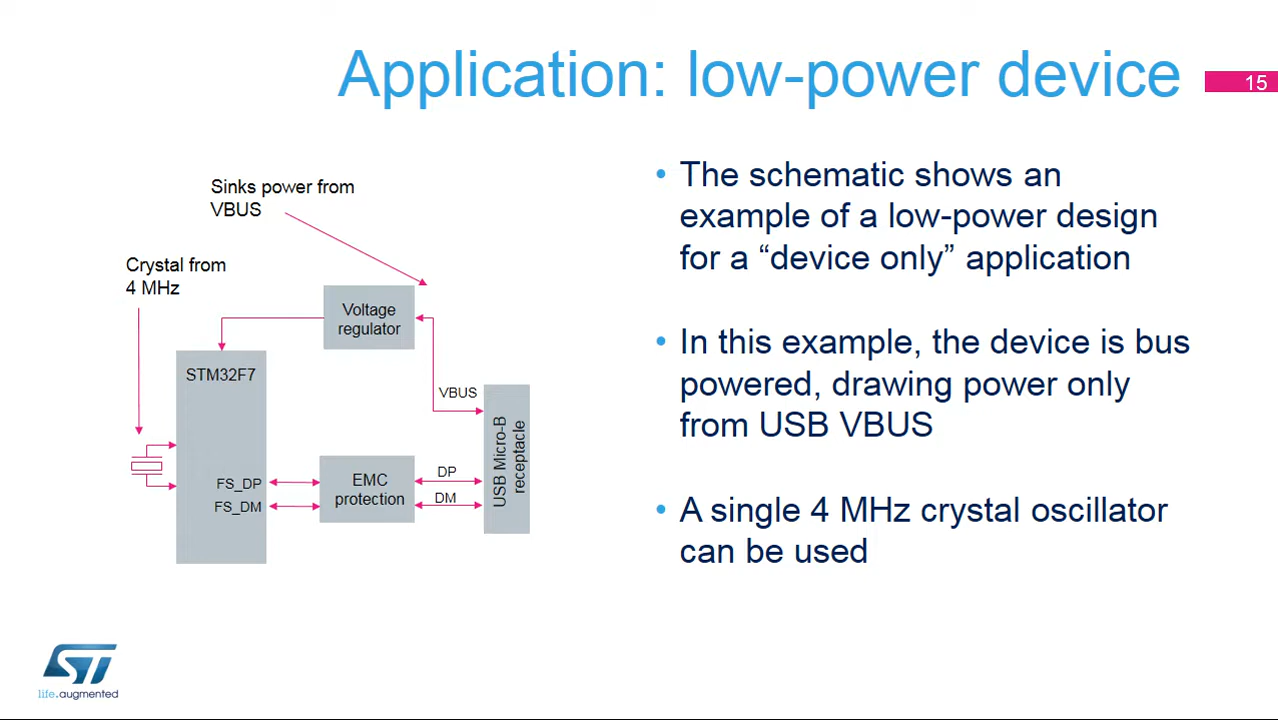 Application: low-power device
15
Sinks power from
VBUS
Crystal from
4 MHz
Voltage
regulator
STM32F7
VBUS
USB Micro-B
receptacle
FS_DP
FS_DM
EMC
protection
DP
DM
• The schematic shows an
example of a low-power design
for a “device only” application
• In this example, the device is bus
powered, drawing power only
from USB VBUS
• A single 4 MHz crystal oscillator
can be used
ST
life.augmented